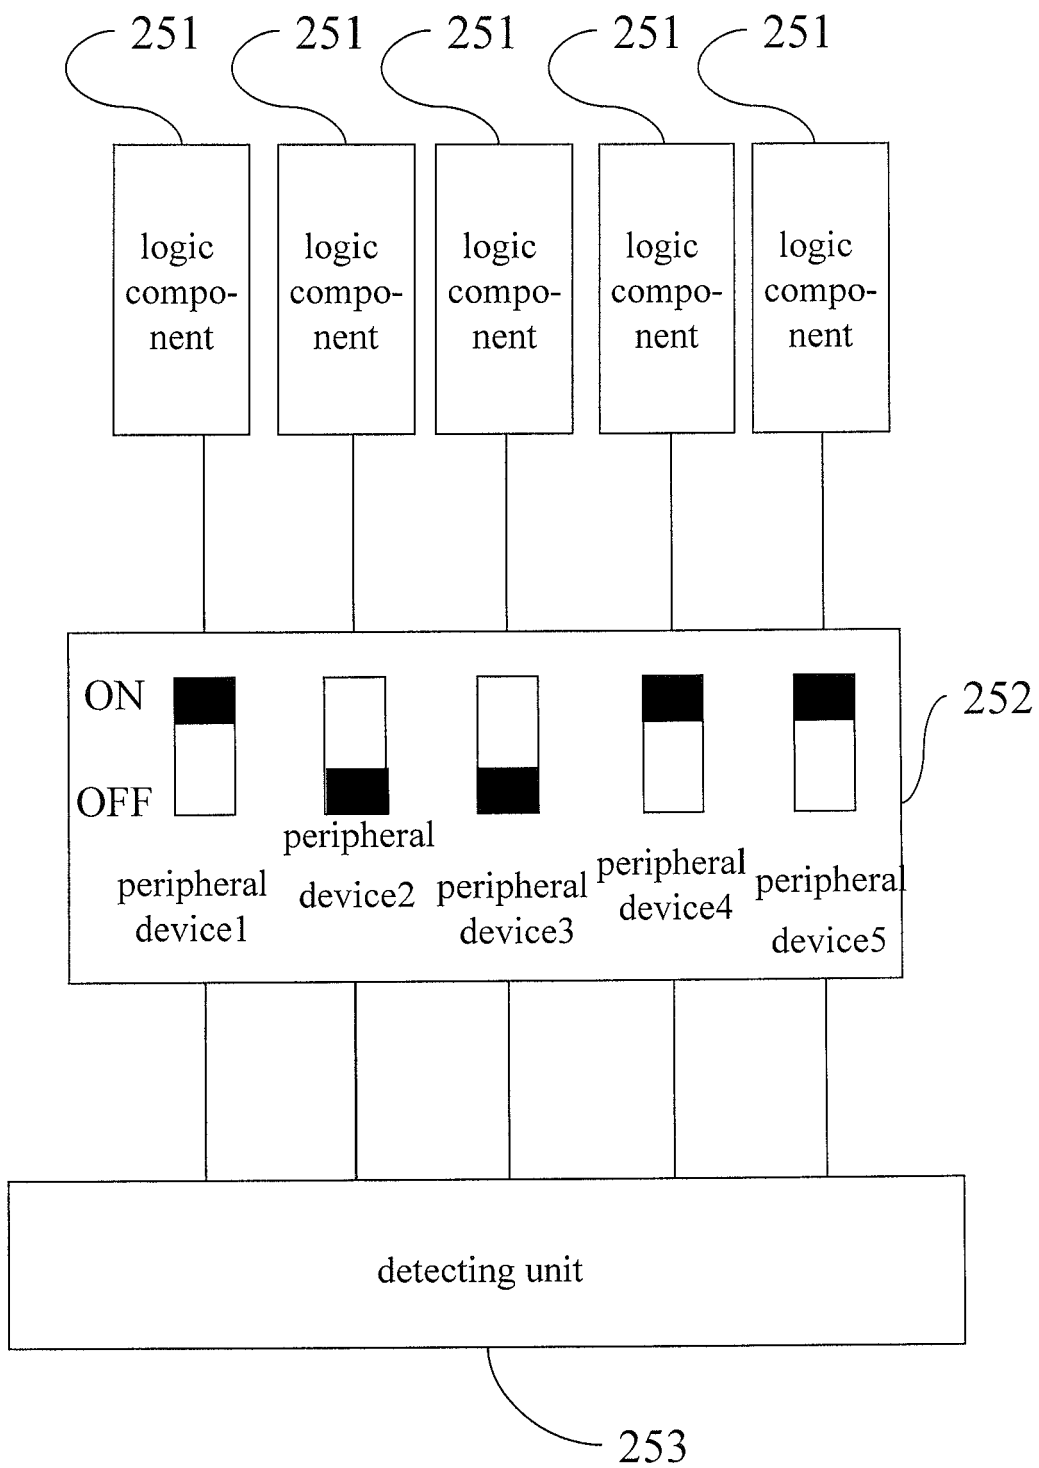 251 251 251 251 251
logic logic logic logic logic
compo- compo- compo- compo- compo-
nent nent nent nent nent
ON
252
OFF
peripheral
device1
peripheral
device2
peripheral
device3
peripheral
device4
peripheral
device5
detecting unit
253